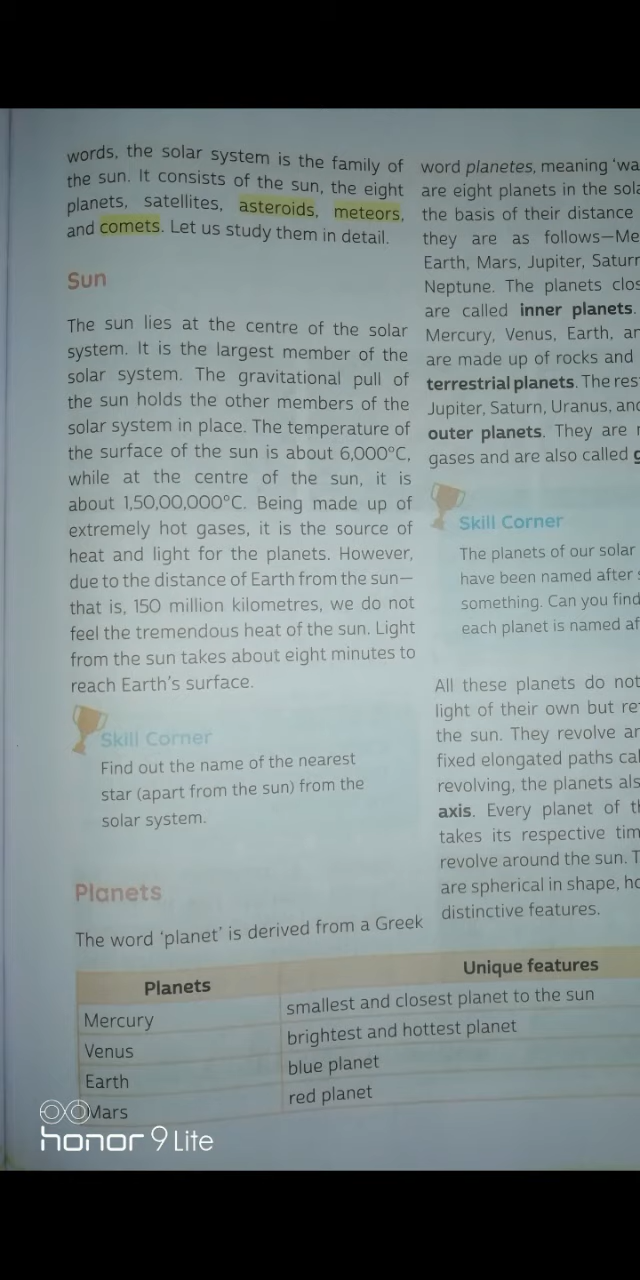 words, the solar system is the family of
the sun. It consists of the sun, the eight
planets, satellites, asteroids, meteors,
and comets. Let us study them in detail.
Sun
The sun lies at the centre of the solar
system. It is the largest member of the
solar system. The gravitational pull of
the sun holds the other members of the
solar system in place. The temperature of
the surface of the sun is about 6,000°C,
while at the centre of the sun, it is
about 1,50,00,000°C. Being made up of
extremely hot gases, it is the source of
heat and light for the planets. However,
due to the distance of Earth from the sun—
that is, 150 million kilometres, we do not
feel the tremendous heat of the sun. Light
from the sun takes about eight minutes to
reach Earth's surface.
Skill Corner
Find out the name of the nearest
star (apart from the sun) from the
solar system.
Planets
The word 'planet' is derived from a Greek
word planetes, meaning 'wa
are eight planets in the sola
the basis of their distance
they are as follows—Me
Earth, Mars, Jupiter, Saturn
Neptune. The planets clos
are called inner planets.
Mercury, Venus, Earth, an
are made up of rocks and
terrestrial planets. The res
Jupiter, Saturn, Uranus, and
outer planets. They are
gases and are also called g
Skill Corner
The planets of our solar
have been named after s
something. Can you find
each planet is named af
All these planets do not
light of their own but re
the sun. They revolve ar
fixed elongated paths cal
revolving, the planets als
axis. Every planet of th
takes its respective tim
revolve around the sun. T
are spherical in shape, ho
distinctive features.
Planets Unique features
Mercury smallest and closest planet to the sun
Venus brightest and hottest planet
Earth blue planet
Mars red planet
honor 9 Lite